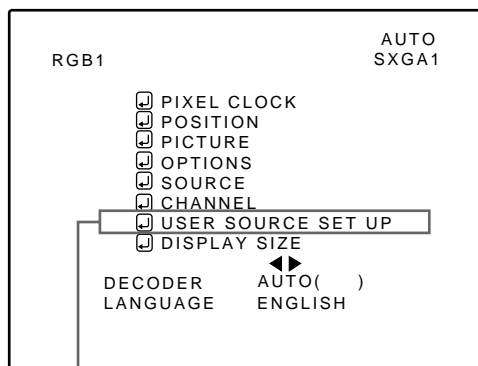 AUTO
RGB1 SXGA1
PIXEL CLOCK
POSITION
PICTURE
OPTIONS
SOURCE
CHANNEL
USER SOURCE SET UP
DISPLAY SIZE
DECODER AUTO( )
LANGUAGE ENGLISH